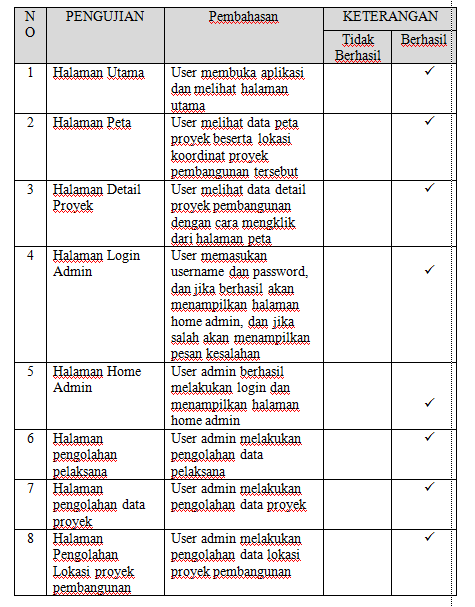 N
O
PENGUJIAN
Pembahasan
KETERANGAN
Tidak
Berhasil
Berhasil
1
Halaman Utama
User membuka aplikasi
dan melihat halaman
utama
✓
2
Halaman Peta
User melihat data peta
proyek beserta lokasi
koordinat proyek
pembangunan tersebut
✓
3
Halaman Detail
Proyek
User melihat data detail
proyek pembangunan
dengan cara mengklik
dari halaman peta
✓
4
Halaman Login
Admin
User memasukan
username dan password,
dan jika berhasil akan
menampilkan halaman
home admin, dan jika
salah akan menampilkan
pesan kesalahan
✓
5
Halaman Home
Admin
User admin berhasil
melakukan login dan
menampilkan halaman
home admin
✓
6
Halaman
pengolahan
pelaksana
User admin melakukan
pengolahan data
pelaksana
✓
7
Halaman
pengolahan data
proyek
User admin melakukan
pengolahan data proyek
✓
8
Halaman
Pengolahan
Lokasi proyek
pembangunan
User admin melakukan
pengolahan data lokasi
proyek pembangunan
✓